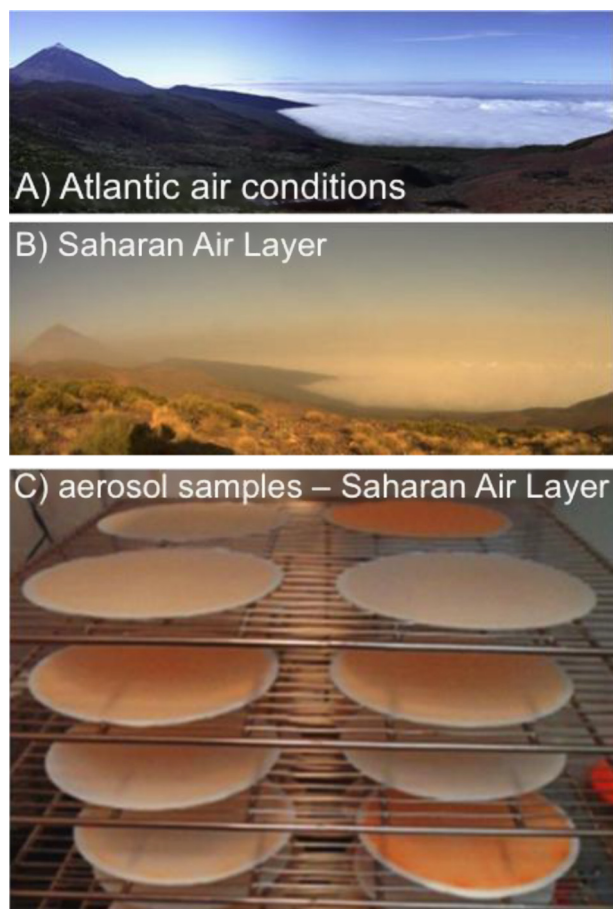 A) Atlantic air conditions
B) Saharan Air Layer
C) aerosol samples – Saharan Air Layer